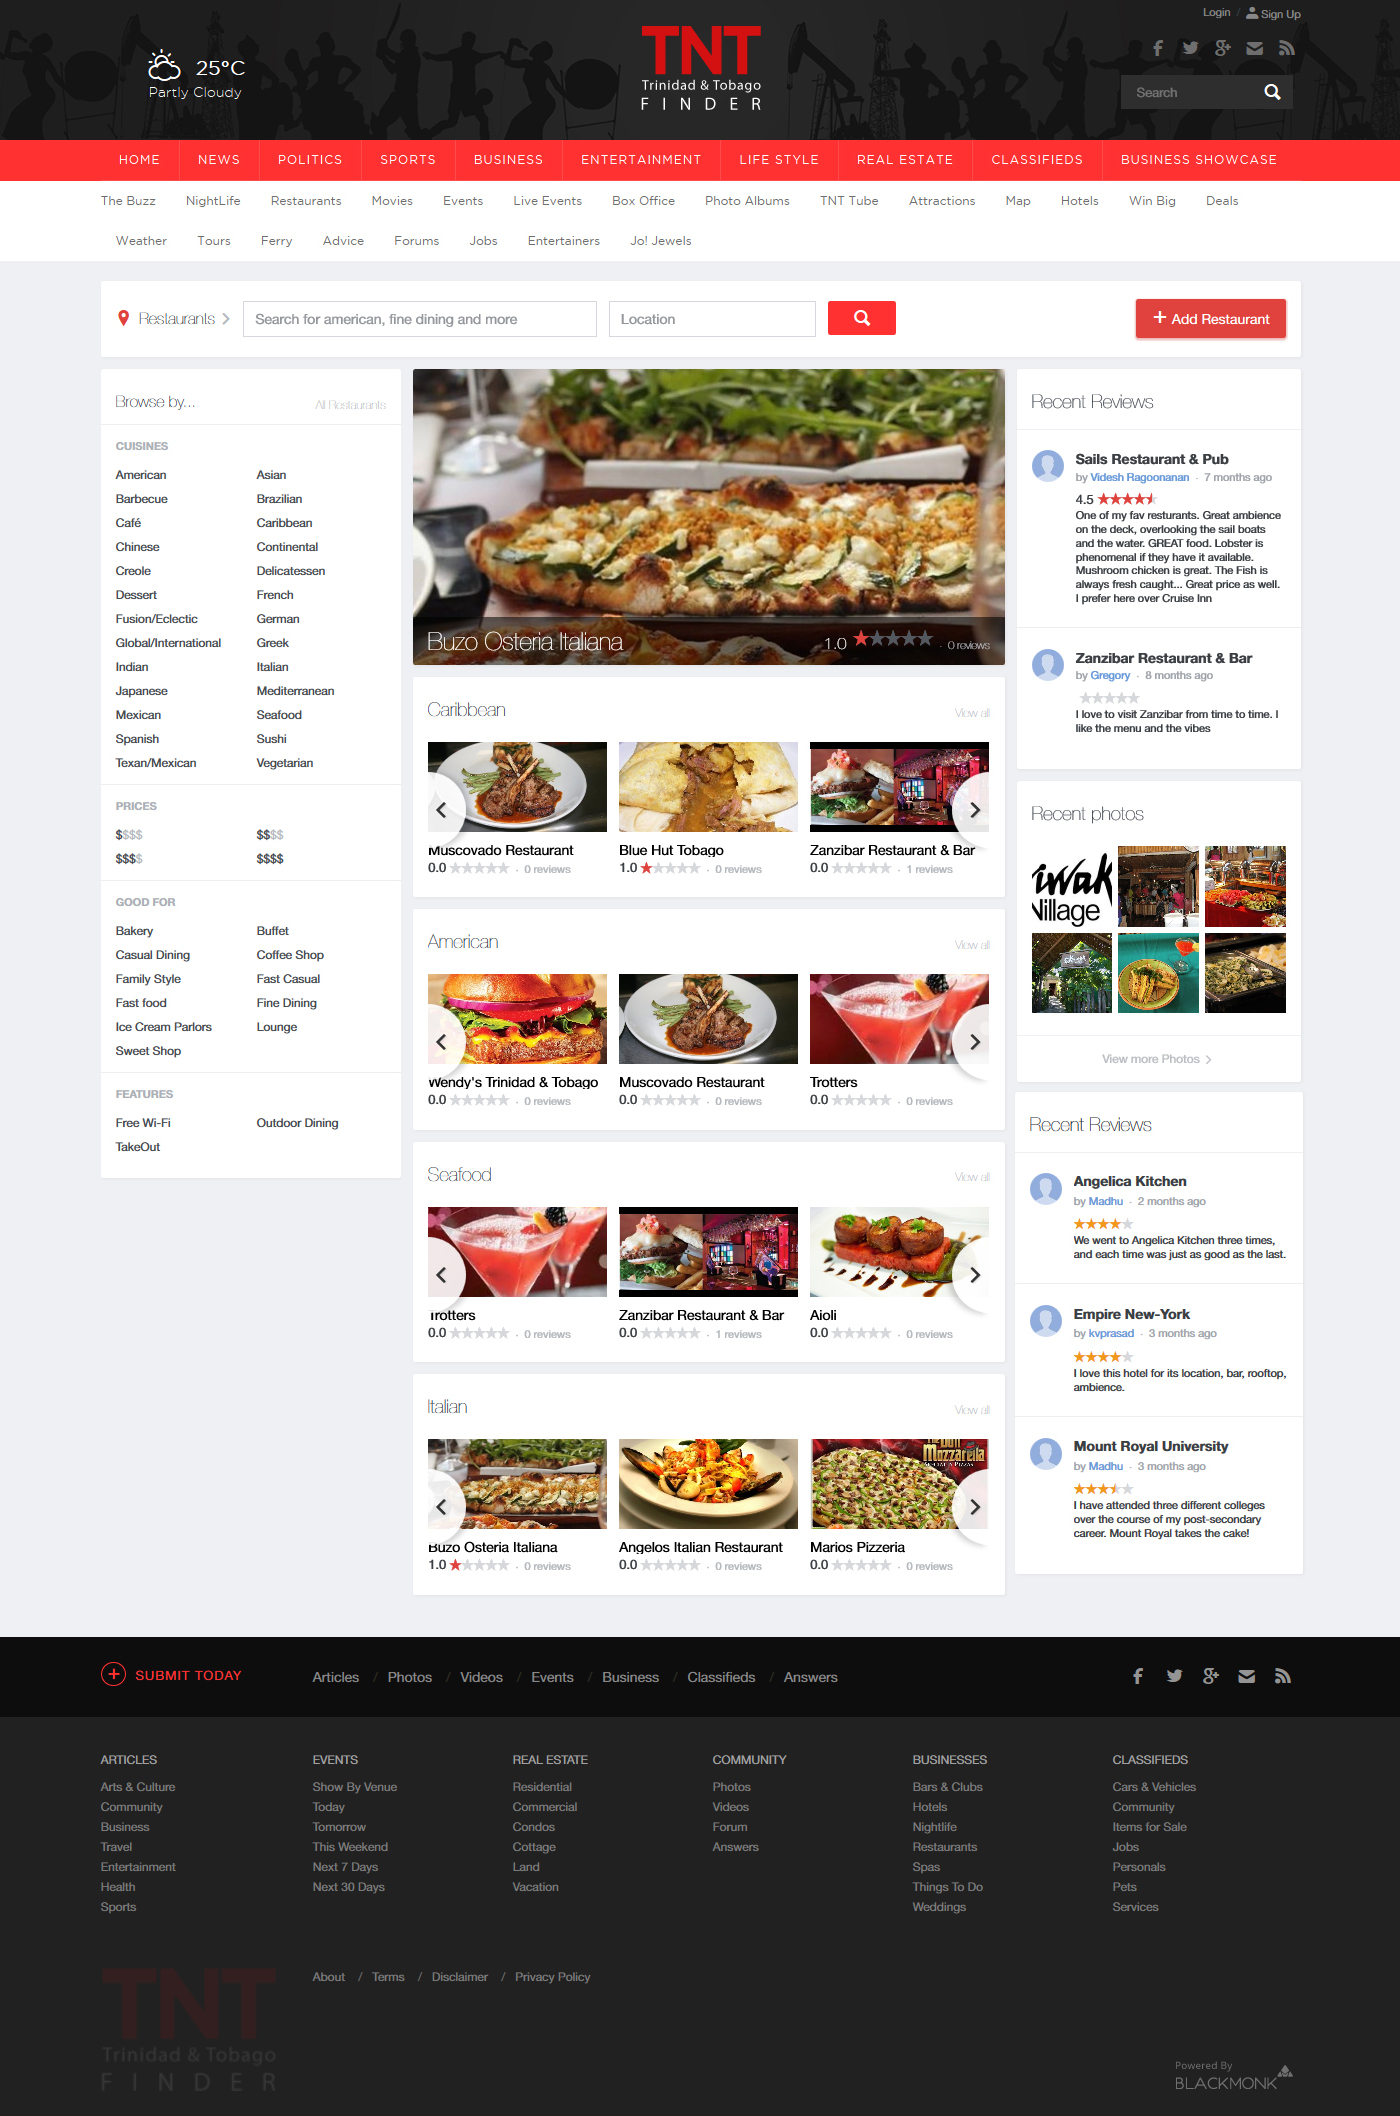 Login / Sign Up
25°C
Partly Cloudy
TNT
Trinidad & Tobago
FINDER
Search
HOME NEWS POLITICS SPORTS BUSINESS ENTERTAINMENT LIFE STYLE REAL ESTATE CLASSIFIEDS BUSINESS SHOWCASE
The Buzz NightLife Restaurants Movies Events Live Events Box Office Photo Albums TNT Tube Attractions Map Hotels Win Big Deals
Weather Tours Ferry Advice Forums Jobs Entertainers Jo! Jewels
Restaurants
Search for american, fine dining and more
Location
+ Add Restaurant
Browse by...
All Restaurants
CUISINES
American Asian
Barbecue Brazilian
Café Caribbean
Chinese Continental
Creole Delicatessen
Dessert French
Fusion/Eclectic German
Global/International Greek
Indian Italian
Japanese Mediterranean
Mexican Seafood
Spanish Sushi
Texan/Mexican Vegetarian
PRICES
$$$$ $$$$
$$$$ $$$$
GOOD FOR
Bakery Buffet
Casual Dining Coffee Shop
Family Style Fast Casual
Fast food Fine Dining
Ice Cream Parlors Lounge
Sweet Shop
FEATURES
Free Wi-Fi Outdoor Dining
TakeOut
Buzo Osteria Italiana
1.0 · 0 reviews
Caribbean
View all
Muscovado Restaurant Blue Hut Tobago Zanzibar Restaurant & Bar
0.0 · 0 reviews 1.0 · 0 reviews 0.0 · 1 reviews
American
View all
Wendy's Trinidad & Tobago Muscovado Restaurant Trotters
0.0 · 0 reviews 0.0 · 0 reviews 0.0 · 0 reviews
Seafood
View all
Trotters Zanzibar Restaurant & Bar Aioli
0.0 · 0 reviews 0.0 · 1 reviews 0.0 · 0 reviews
Italian
View all
Mozzarella
Buzo Osteria Italiana Angelos Italian Restaurant Marios Pizzeria
1.0 · 0 reviews 0.0 · 0 reviews 0.0 · 0 reviews
Recent Reviews
Sails Restaurant & Pub
by Videsh Ragoonanan · 7 months ago
4.5
One of my fav resturants. Great ambience
on the deck, overlooking the sail boats
and the water. GREAT food. Lobster is
phenomenal if they have it available.
Mushroom chicken is great. The Fish is
always fresh caught... Great price as well.
I prefer here over Cruise Inn
Zanzibar Restaurant & Bar
by Gregory · 8 months ago
I love to visit Zanzibar from time to time. I
like the menu and the vibes
Recent photos
Village
View more Photos
Recent Reviews
Angelica Kitchen
by Madhu · 2 months ago
We went to Angelica Kitchen three times,
and each time was just as good as the last.
Empire New-York
by kvprasad · 3 months ago
I love this hotel for its location, bar, rooftop,
ambience.
Mount Royal University
by Madhu · 3 months ago
I have attended three different colleges
over the course of my post-secondary
career. Mount Royal takes the cake!
SUBMIT TODAY
Articles / Photos / Videos / Events / Business / Classifieds / Answers
ARTICLES EVENTS REAL ESTATE COMMUNITY BUSINESSES CLASSIFIEDS
Arts & Culture Show By Venue Residential Photos Bars & Clubs Cars & Vehicles
Community Today Commercial Videos Hotels Community
Business Tomorrow Condos Forum Nightlife Items for Sale
Travel This Weekend Cottage Answers Restaurants Jobs
Entertainment Next 7 Days Land Spas Personals
Health Next 30 Days Vacation Things To Do Pets
Sports Weddings Services
About / Terms / Disclaimer / Privacy Policy
TNT
Trinidad & Tobago
FINDER
Powered By
BLACKMONK